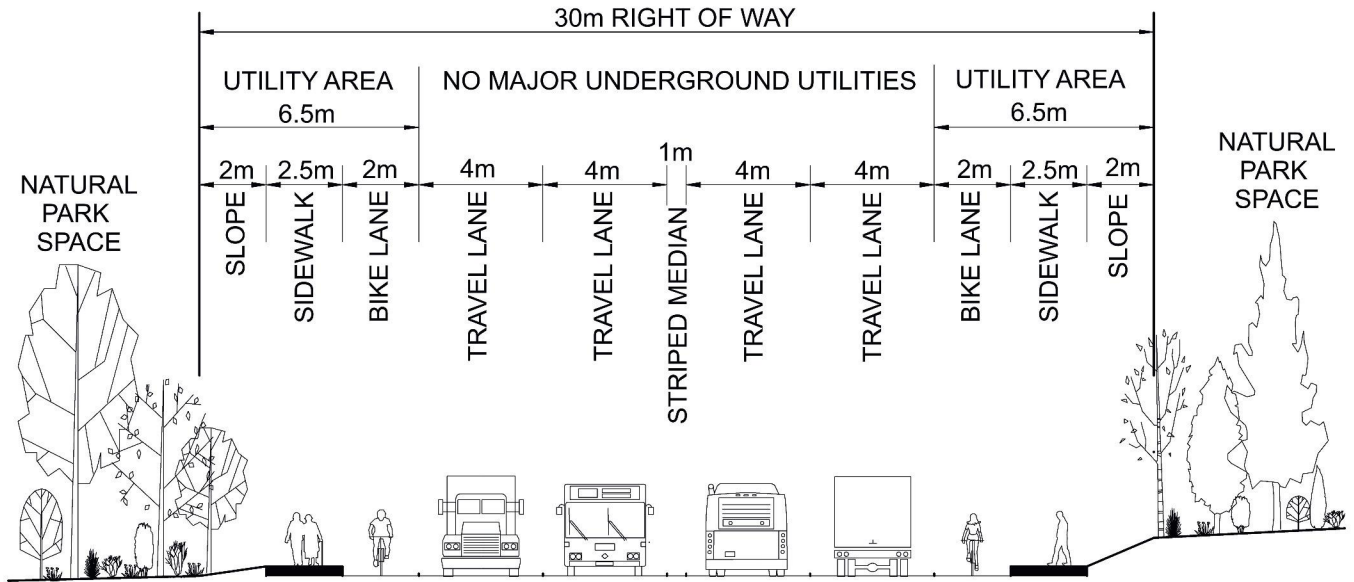 30m RIGHT OF WAY
UTILITY AREA
6.5m
NO MAJOR UNDERGROUND UTILITIES
UTILITY AREA
6.5m
NATURAL
PARK
SPACE
2m
2.5m
2m
4m
4m
1m
4m
4m
2m
2.5m
2m
SLOPE
SIDEWALK
BIKE LANE
TRAVEL LANE
TRAVEL LANE
STRIPED MEDIAN
TRAVEL LANE
TRAVEL LANE
BIKE LANE
SIDEWALK
SLOPE
NATURAL
PARK
SPACE